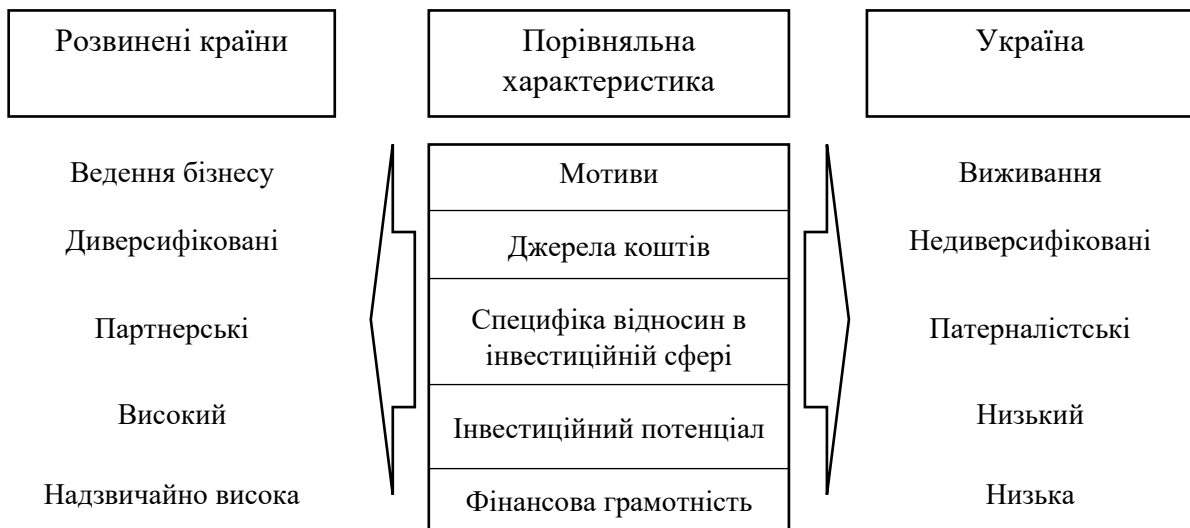 Розвинені країни
Порівняльна
характеристика
Україна
Ведення бізнесу
Мотиви
Виживання
Диверсифіковані
Джерела коштів
Недиверсифіковані
Партнерські
Специфіка відносин в
інвестиційній сфері
Патерналістські
Високий
Інвестиційний потенціал
Низький
Надзвичайно висока
Фінансова грамотність
Низька